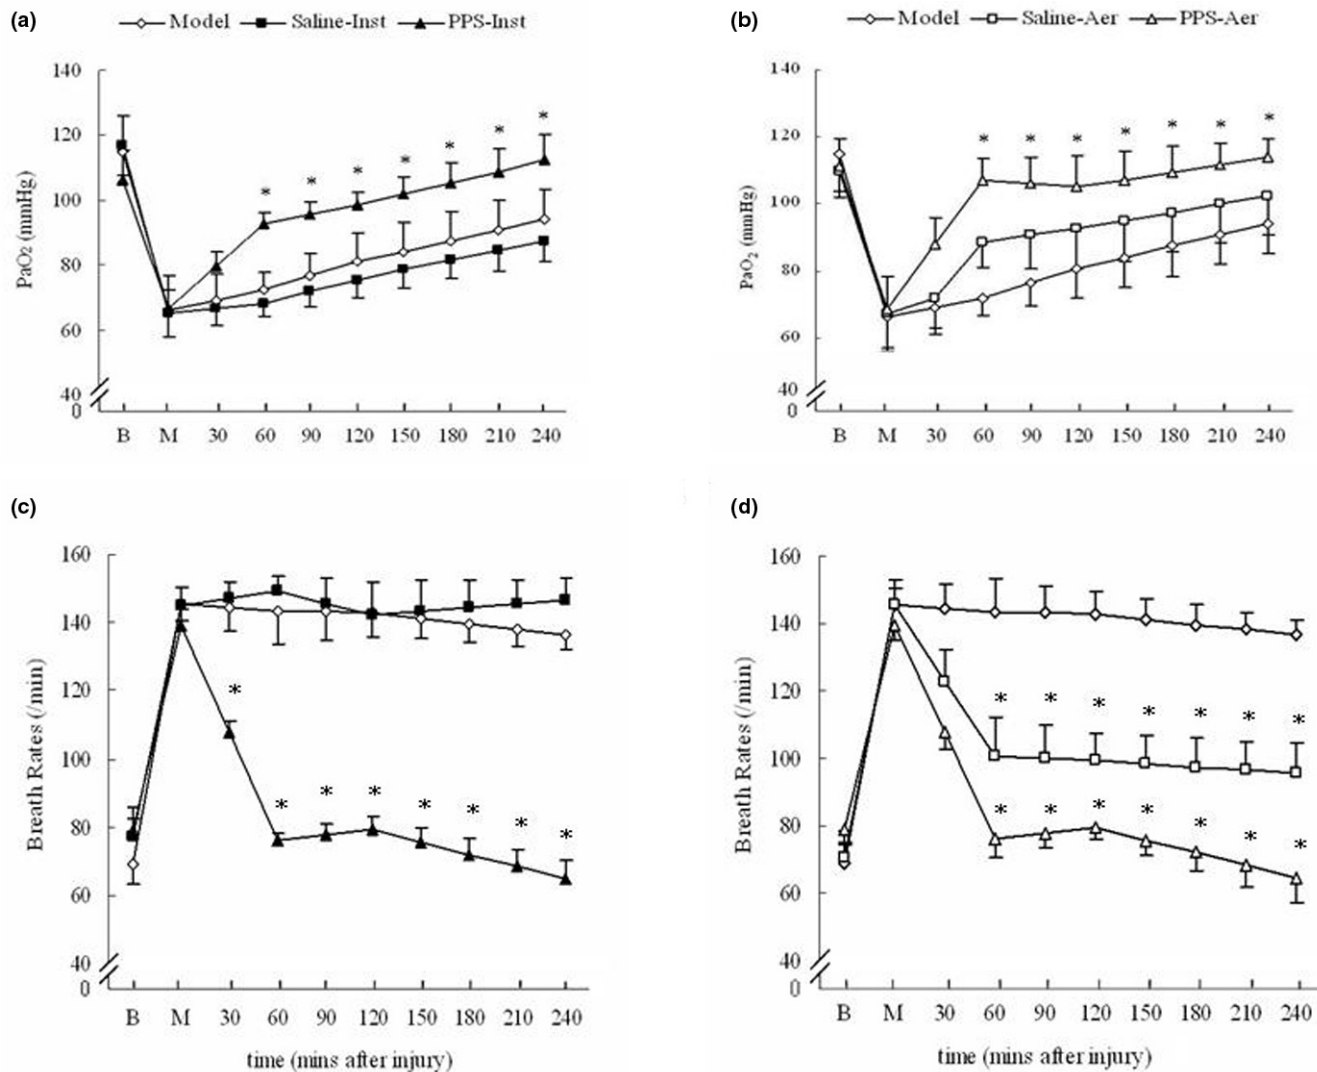 (a) Model Saline-Inst PPS-Inst
140
120
100
80
60
40
0
PaO2 (mmHg)
* * * * * * * *
B M 30 60 90 120 150 180 210 240
(b) Model Saline-Aer PPS-Aer
140
120
100
80
60
40
0
PaO2 (mmHg)
* * * * * * *
B M 30 60 90 120 150 180 210 240
(c)
160
140
120
100
80
60
40
0
Breath Rates (/min)
*
* * * * * * *
B M 30 60 90 120 150 180 210 240
time (mins after injury)
(d)
160
140
120
100
80
60
40
0
Breath Rates (/min)
* * * * * * *
* * * * * * *
B M 30 60 90 120 150 180 210 240
time (mins after injury)